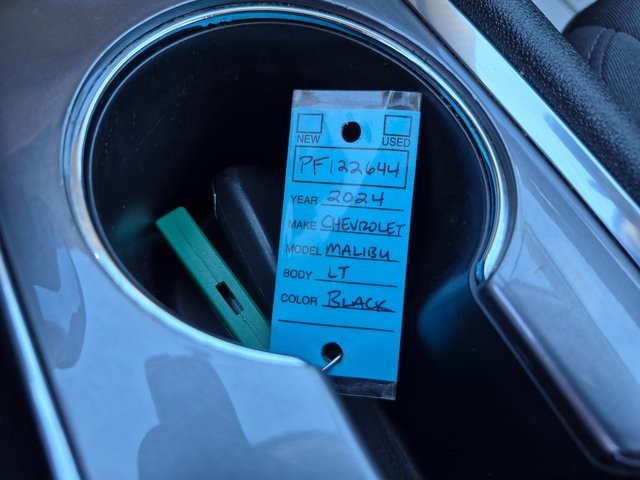 NEW USED
PF122644
YEAR 2024
MAKE CHEVROLET
MODEL MALIBU
BODY LT
COLOR BLACK